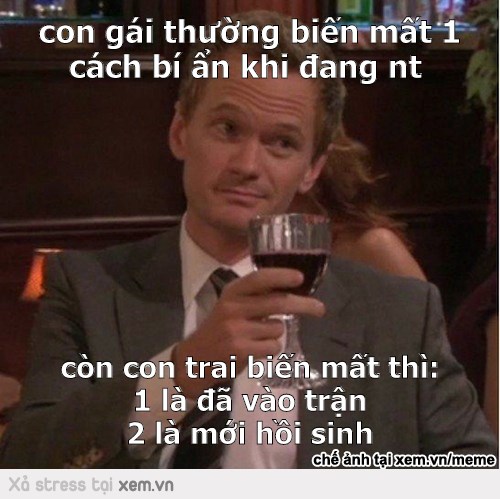 con gái thường biến mất 1
cách bí ẩn khi đang nt
còn con trai biến mất thì:
1 là đã vào trận
2 là mới hồi sinh
chế ảnh tại xem.vn/meme
Xả stress tại xem.vn